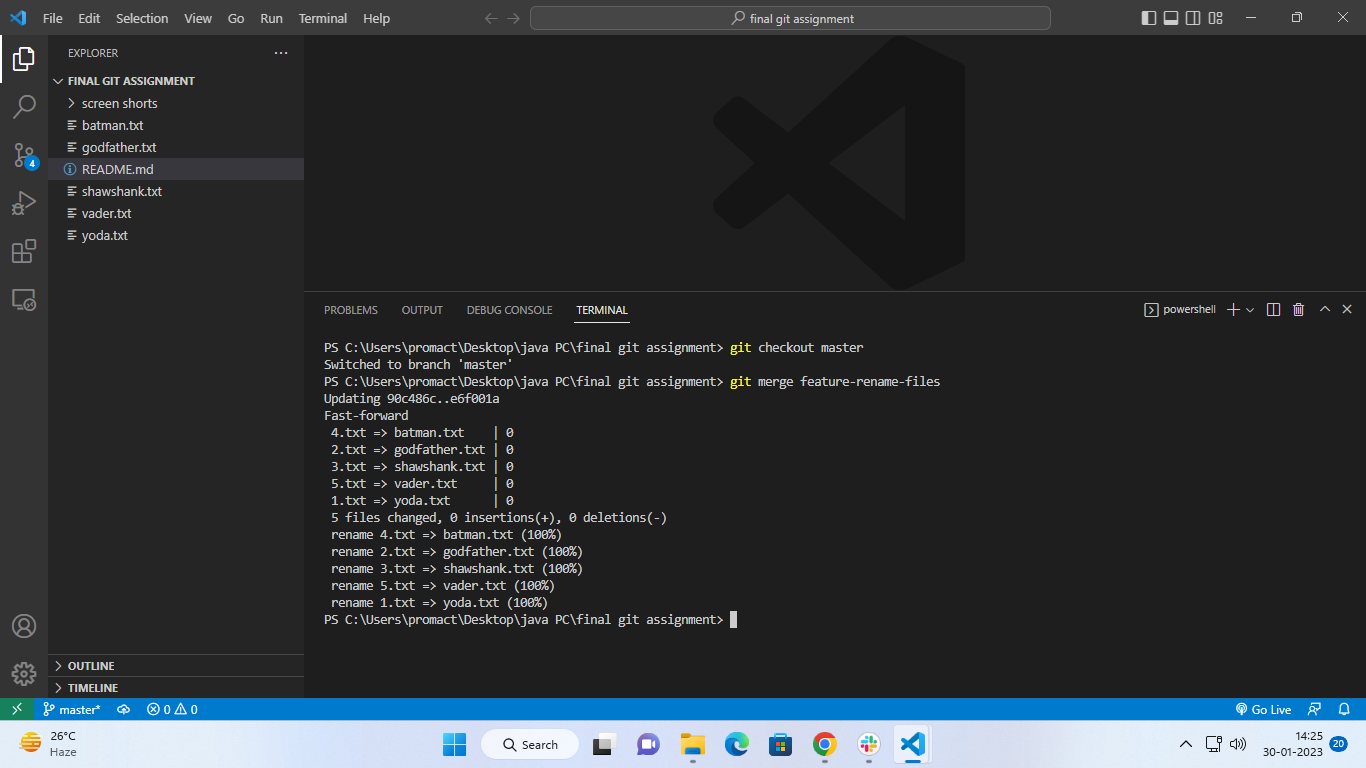 File Edit Selection View Go Run Terminal Help
final git assignment
EXPLORER
FINAL GIT ASSIGNMENT
screen shorts
batman.txt
godfather.txt
4
README.md
shawshank.txt
vader.txt
yoda.txt
PROBLEMS OUTPUT DEBUG CONSOLE TERMINAL
powershell
PS C:\Users\promact\Desktop\java PC\final git assignment> git checkout master
Switched to branch 'master'
PS C:\Users\promact\Desktop\java PC\final git assignment> git merge feature-rename-files
Updating 90c486c..e6f001a
Fast-forward
4.txt => batman.txt | 0
2.txt => godfather.txt | 0
3.txt => shawshank.txt | 0
5.txt => vader.txt | 0
1.txt => yoda.txt | 0
5 files changed, 0 insertions(+), 0 deletions(-)
rename 4.txt => batman.txt (100%)
rename 2.txt => godfather.txt (100%)
rename 3.txt => shawshank.txt (100%)
rename 5.txt => vader.txt (100%)
rename 1.txt => yoda.txt (100%)
PS C:\Users\promact\Desktop\java PC\final git assignment>
OUTLINE
TIMELINE
master* 0 0
Go Live
26°C
Haze
Search
14:25
30-01-2023
20